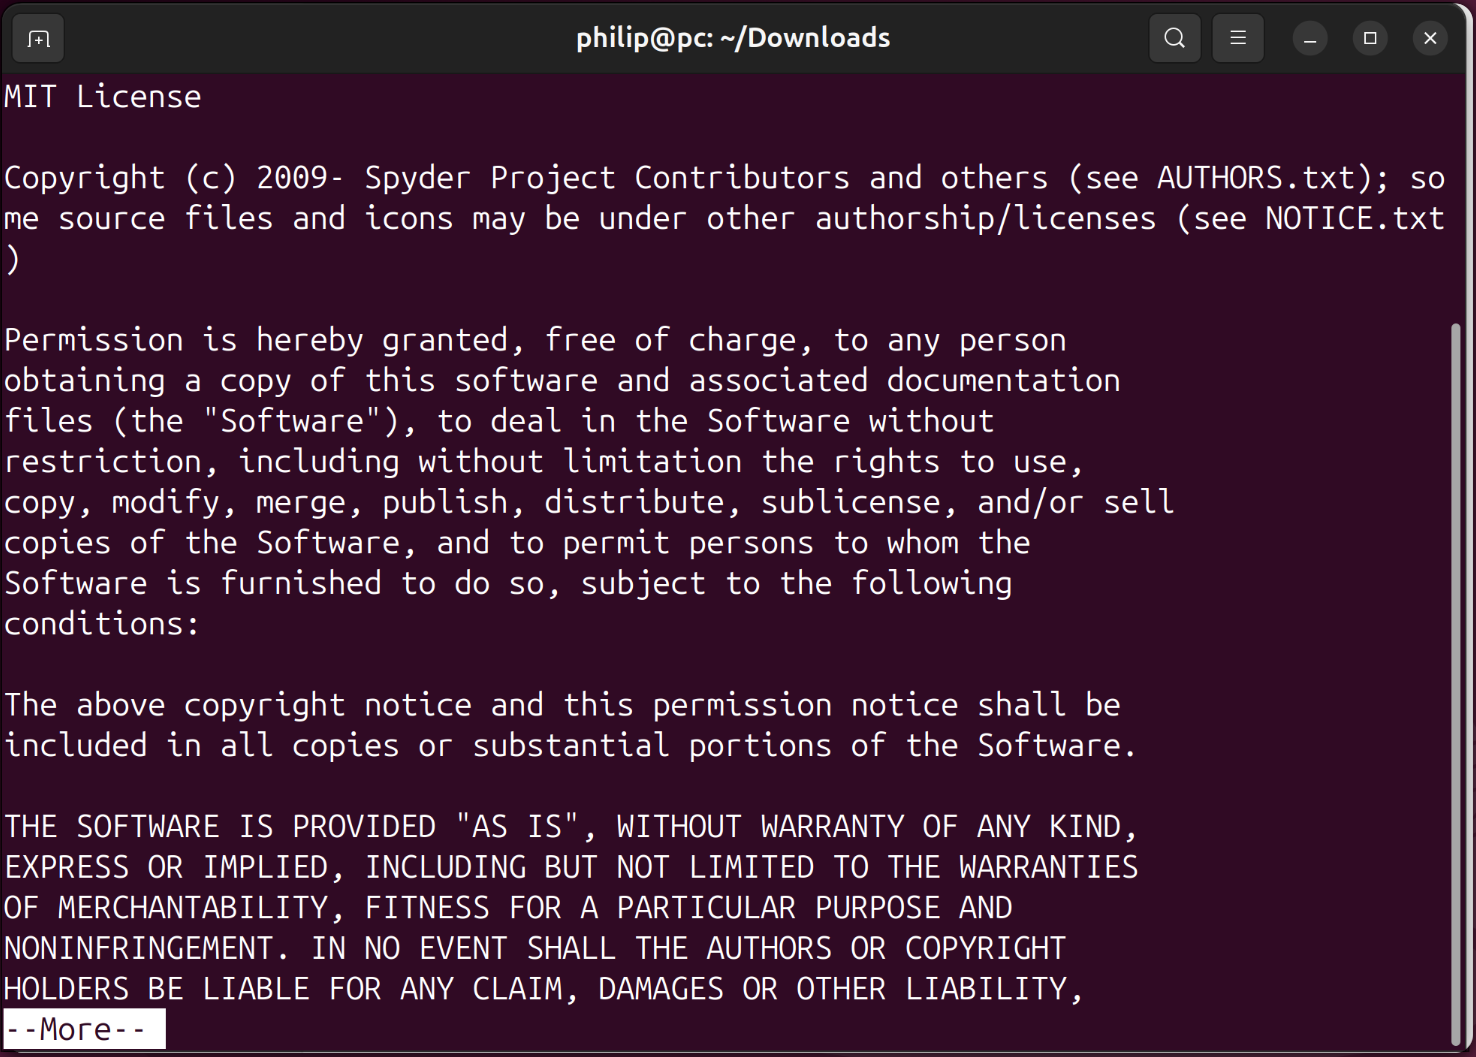 philip@pc: ~/Downloads
MIT License
Copyright (c) 2009- Spyder Project Contributors and others (see AUTHORS.txt); so
me source files and icons may be under other authorship/licenses (see NOTICE.txt
)
Permission is hereby granted, free of charge, to any person
obtaining a copy of this software and associated documentation
files (the "Software"), to deal in the Software without
restriction, including without limitation the rights to use,
copy, modify, merge, publish, distribute, sublicense, and/or sell
copies of the Software, and to permit persons to whom the
Software is furnished to do so, subject to the following
conditions:
The above copyright notice and this permission notice shall be
included in all copies or substantial portions of the Software.
THE SOFTWARE IS PROVIDED "AS IS", WITHOUT WARRANTY OF ANY KIND,
EXPRESS OR IMPLIED, INCLUDING BUT NOT LIMITED TO THE WARRANTIES
OF MERCHANTABILITY, FITNESS FOR A PARTICULAR PURPOSE AND
NONINFRINGEMENT. IN NO EVENT SHALL THE AUTHORS OR COPYRIGHT
HOLDERS BE LIABLE FOR ANY CLAIM, DAMAGES OR OTHER LIABILITY,
--More--